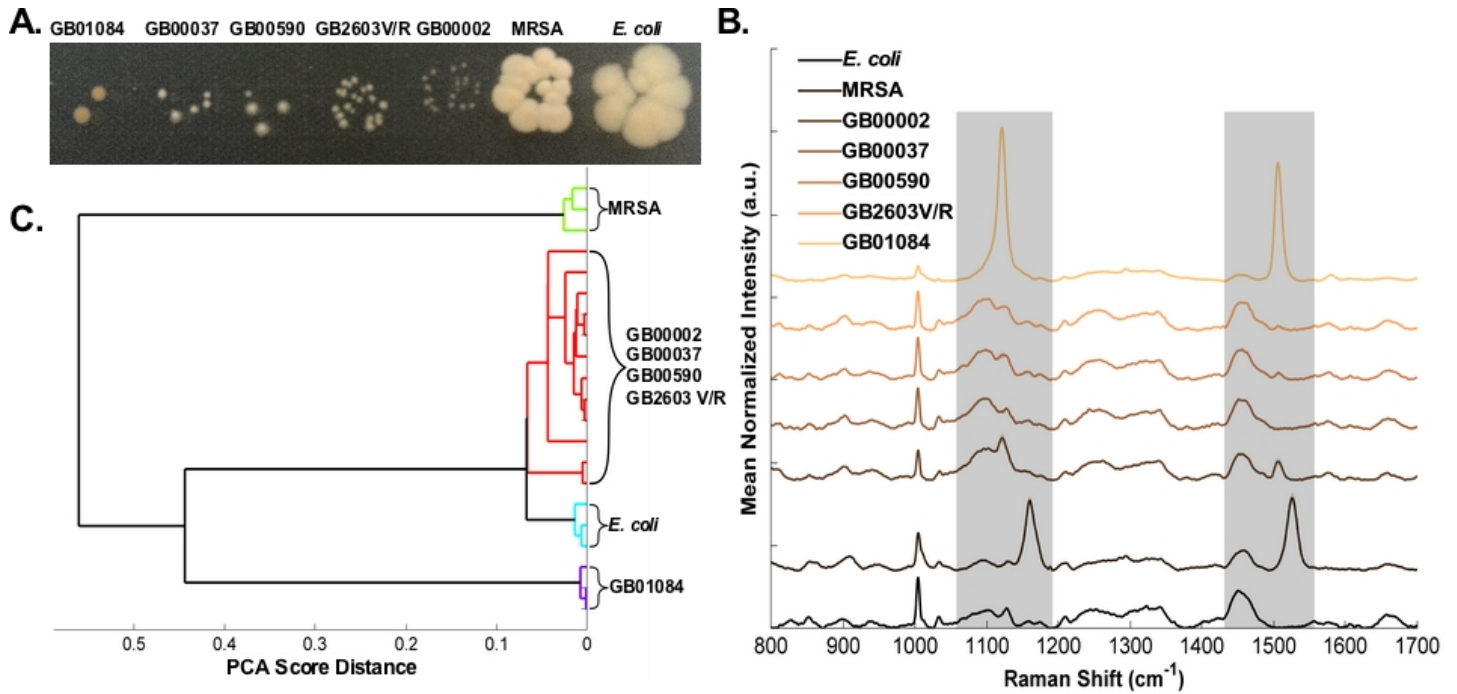 A.
GB01084 GB00037 GB00590 GB2603V/R GB00002 MRSA E. coli
C.
MRSA
GB00002
GB00037
GB00590
GB2603 V/R
E. coli
GB01084
0.5 0.4 0.3 0.2 0.1 0
PCA Score Distance
B.
E. coli
MRSA
GB00002
GB00037
GB00590
GB2603V/R
GB01084
Mean Normalized Intensity (a.u.)
800 900 1000 1100 1200 1300 1400 1500 1600 1700
Raman Shift (cm⁻¹)